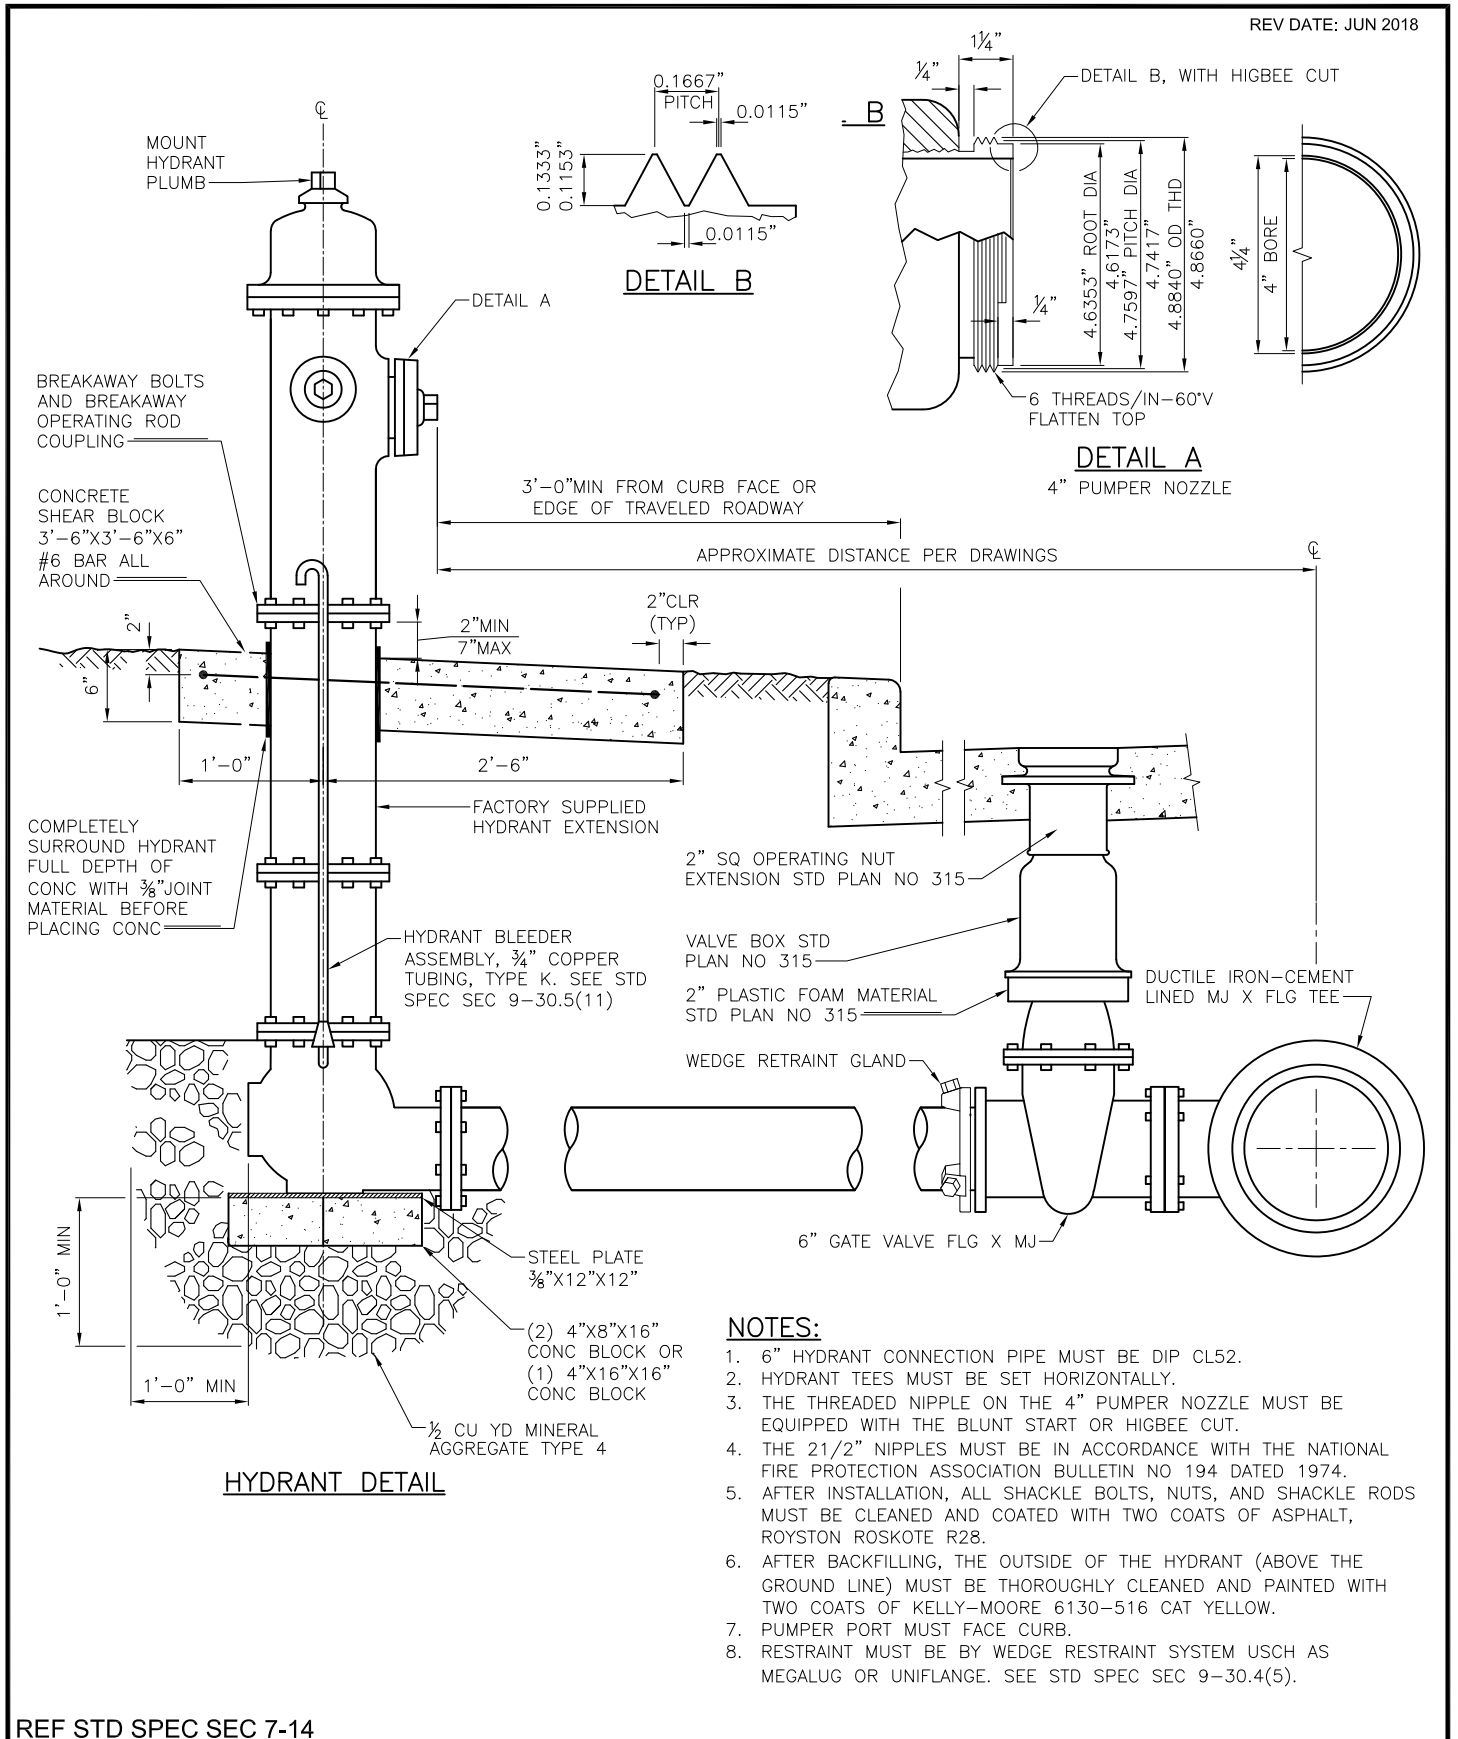 REV DATE: JUN 2018
℄
MOUNT
HYDRANT
PLUMB
0.1667"
PITCH
0.0115"
0.1333"
0.1153"
0.0115"
DETAIL B
B
1¼"
¼"
DETAIL B, WITH HIGBEE CUT
4.6353" ROOT DIA
4.6173"
4.7597" PITCH DIA
4.7417"
4.8840" OD THD
4.8660"
4¼"
4" BORE
¼"
6 THREADS/IN-60°V
FLATTEN TOP
DETAIL A
4" PUMPER NOZZLE
DETAIL A
BREAKAWAY BOLTS
AND BREAKAWAY
OPERATING ROD
COUPLING
CONCRETE
SHEAR BLOCK
3'-6"X3'-6"X6"
#6 BAR ALL
AROUND
3'-0"MIN FROM CURB FACE OR
EDGE OF TRAVELED ROADWAY
APPROXIMATE DISTANCE PER DRAWINGS
℄
2"
6"
2"MIN
7"MAX
2"CLR
(TYP)
1'-0"
2'-6"
FACTORY SUPPLIED
HYDRANT EXTENSION
COMPLETELY
SURROUND HYDRANT
FULL DEPTH OF
CONC WITH ⅜"JOINT
MATERIAL BEFORE
PLACING CONC
2" SQ OPERATING NUT
EXTENSION STD PLAN NO 315
HYDRANT BLEEDER
ASSEMBLY, ¾" COPPER
TUBING, TYPE K. SEE STD
SPEC SEC 9-30.5(11)
VALVE BOX STD
PLAN NO 315
2" PLASTIC FOAM MATERIAL
STD PLAN NO 315
DUCTILE IRON-CEMENT
LINED MJ X FLG TEE
WEDGE RETRAINT GLAND
6" GATE VALVE FLG X MJ
1'-0" MIN
1'-0" MIN
STEEL PLATE
⅜"X12"X12"
(2) 4"X8"X16"
CONC BLOCK OR
(1) 4"X16"X16"
CONC BLOCK
½ CU YD MINERAL
AGGREGATE TYPE 4
HYDRANT DETAIL
NOTES:
1. 6" HYDRANT CONNECTION PIPE MUST BE DIP CL52.
2. HYDRANT TEES MUST BE SET HORIZONTALLY.
3. THE THREADED NIPPLE ON THE 4" PUMPER NOZZLE MUST BE
EQUIPPED WITH THE BLUNT START OR HIGBEE CUT.
4. THE 21/2" NIPPLES MUST BE IN ACCORDANCE WITH THE NATIONAL
FIRE PROTECTION ASSOCIATION BULLETIN NO 194 DATED 1974.
5. AFTER INSTALLATION, ALL SHACKLE BOLTS, NUTS, AND SHACKLE RODS
MUST BE CLEANED AND COATED WITH TWO COATS OF ASPHALT,
ROYSTON ROSKOTE R28.
6. AFTER BACKFILLING, THE OUTSIDE OF THE HYDRANT (ABOVE THE
GROUND LINE) MUST BE THOROUGHLY CLEANED AND PAINTED WITH
TWO COATS OF KELLY-MOORE 6130-516 CAT YELLOW.
7. PUMPER PORT MUST FACE CURB.
8. RESTRAINT MUST BE BY WEDGE RESTRAINT SYSTEM USCH AS
MEGALUG OR UNIFLANGE. SEE STD SPEC SEC 9-30.4(5).
REF STD SPEC SEC 7-14